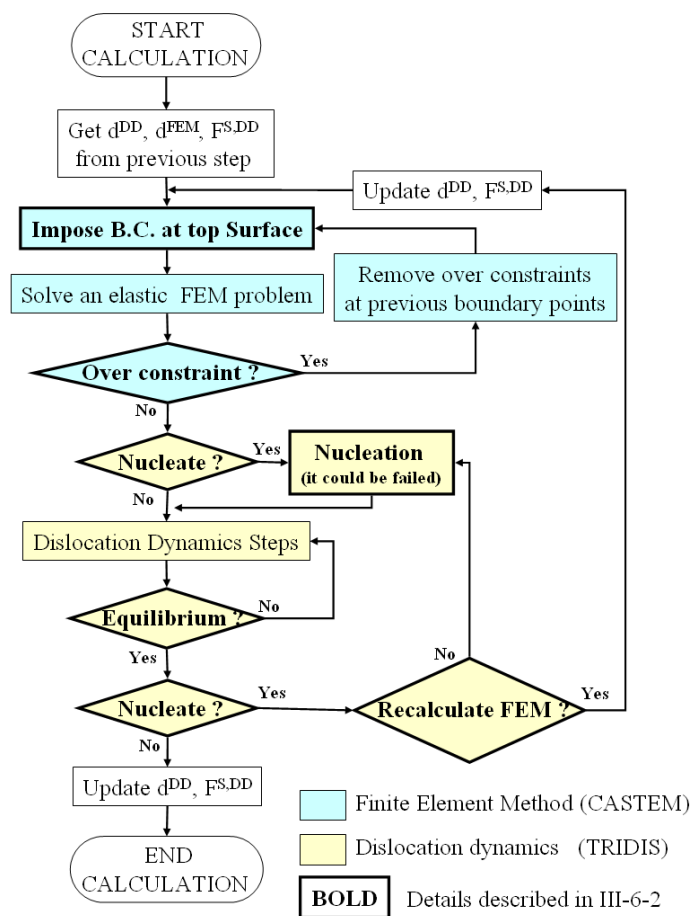 START
CALCULATION
Get d^DD, d^FEM, F^S,DD
from previous step
Update d^DD, F^S,DD
Impose B.C. at top Surface
Solve an elastic FEM problem
Remove over constraints
at previous boundary points
Over constraint ?
Yes
No
Nucleate ?
Yes
Nucleation
(it could be failed)
No
Dislocation Dynamics Steps
Equilibrium ?
No
Yes
Nucleate ?
Yes
Recalculate FEM ?
No
Yes
No
Update d^DD, F^S,DD
END
CALCULATION
Finite Element Method (CASTEM)
Dislocation dynamics (TRIDIS)
BOLD Details described in III-6-2